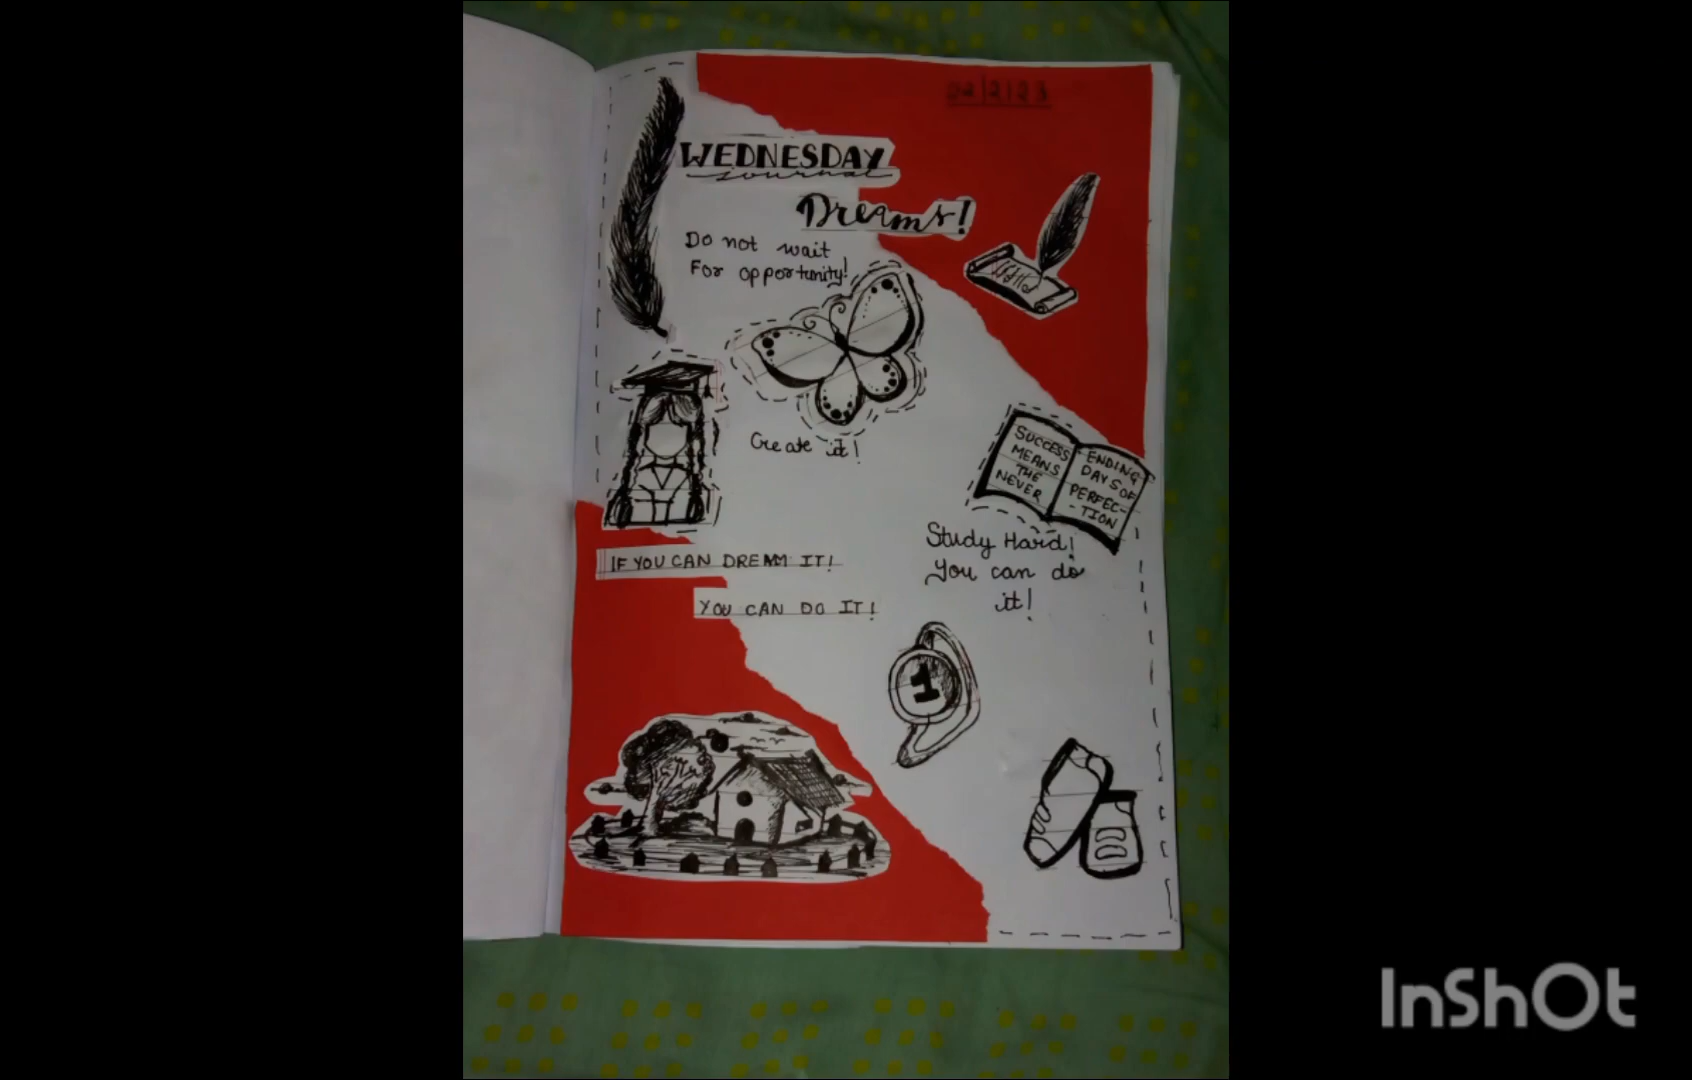 WEDNESDAY
journal
Dreams!
Do not wait
For opportunity!
Create it!
SUCCESS
MEANS
THE
NEVER
ENDING
DAYS OF
PERFEC-
-TION
Study Hard!
You can do
it!
IF YOU CAN DREAM IT!
YOU CAN DO IT!
1
InShOt